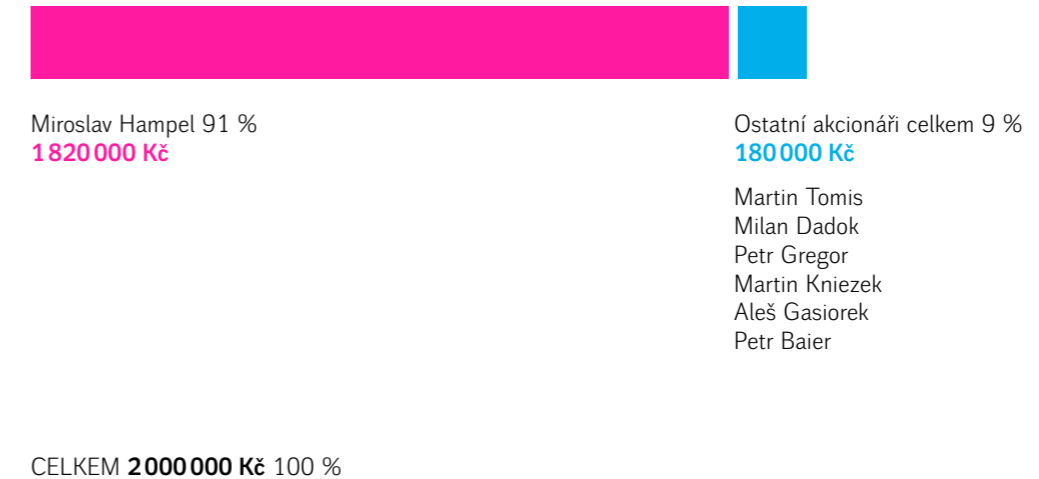 Miroslav Hampel 91 %
1 820 000 Kč
Ostatní akcionáři celkem 9 %
180 000 Kč
Martin Tomis
Milan Dadok
Petr Gregor
Martin Kniezek
Aleš Gasiorek
Petr Baier
CELKEM 2 000 000 Kč 100 %